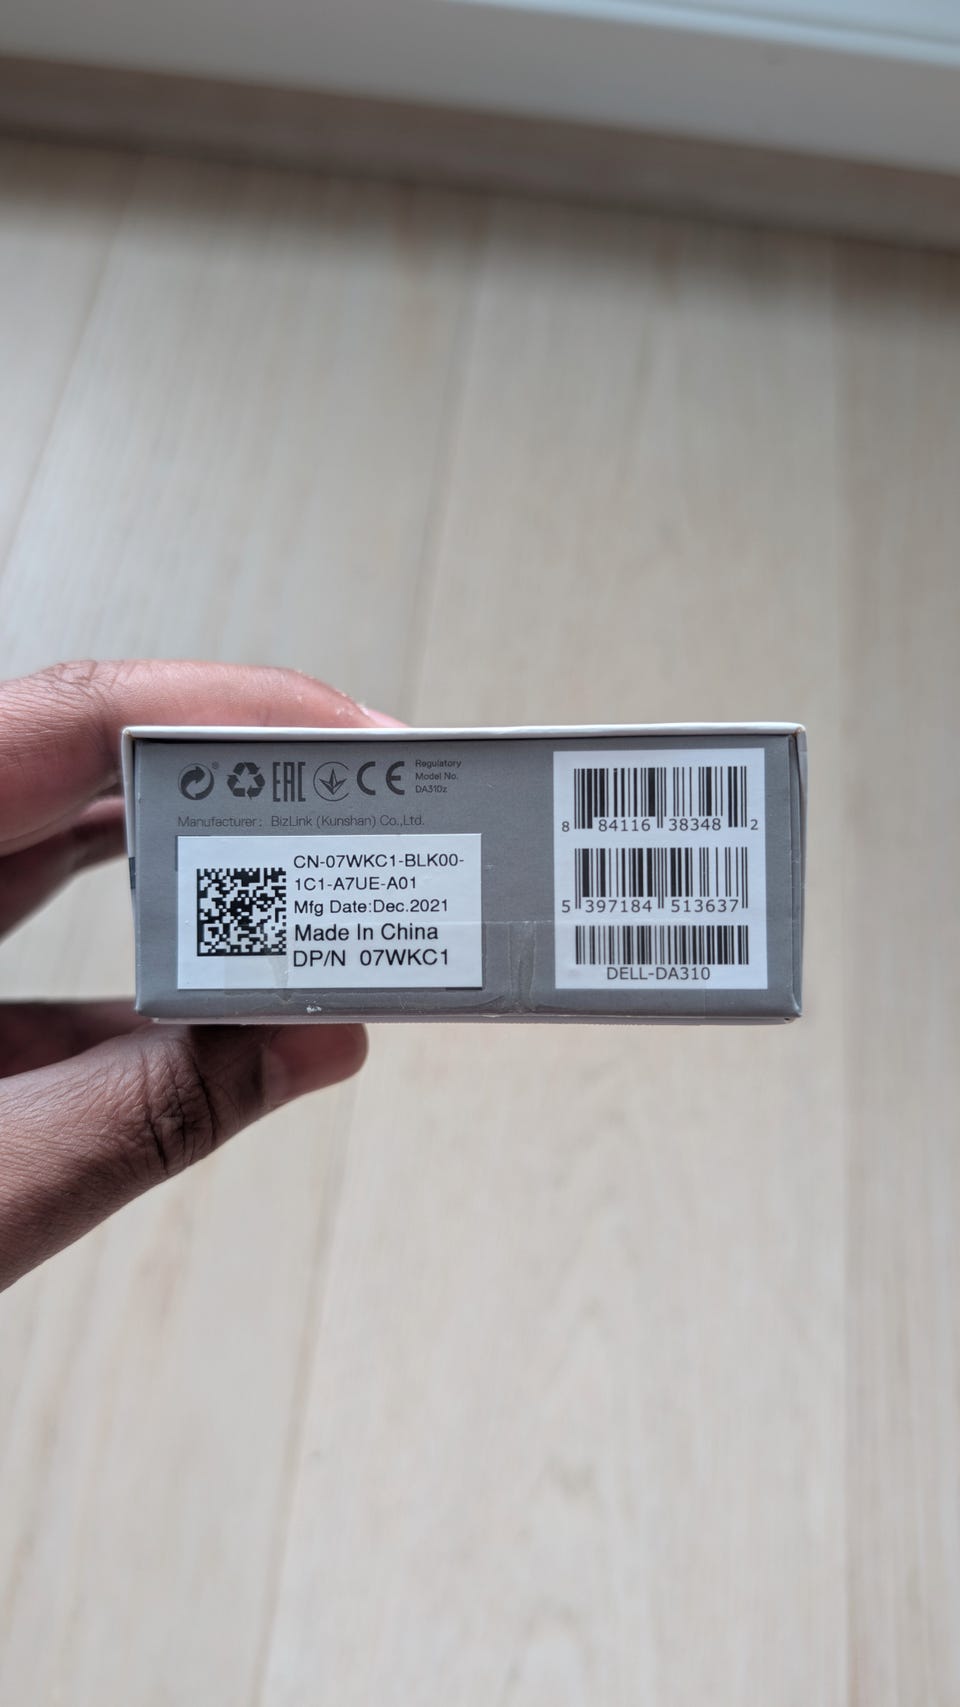 EAC
CE
Regulatory
Model No.
DA310z
Manufacturer: BizLink (Kunshan) Co.,Ltd.
CN-07WKC1-BLK00-
1C1-A7UE-A01
Mfg Date:Dec.2021
Made In China
DP/N 07WKC1
8 84116 38348 2
5 397184 513637
DELL-DA310